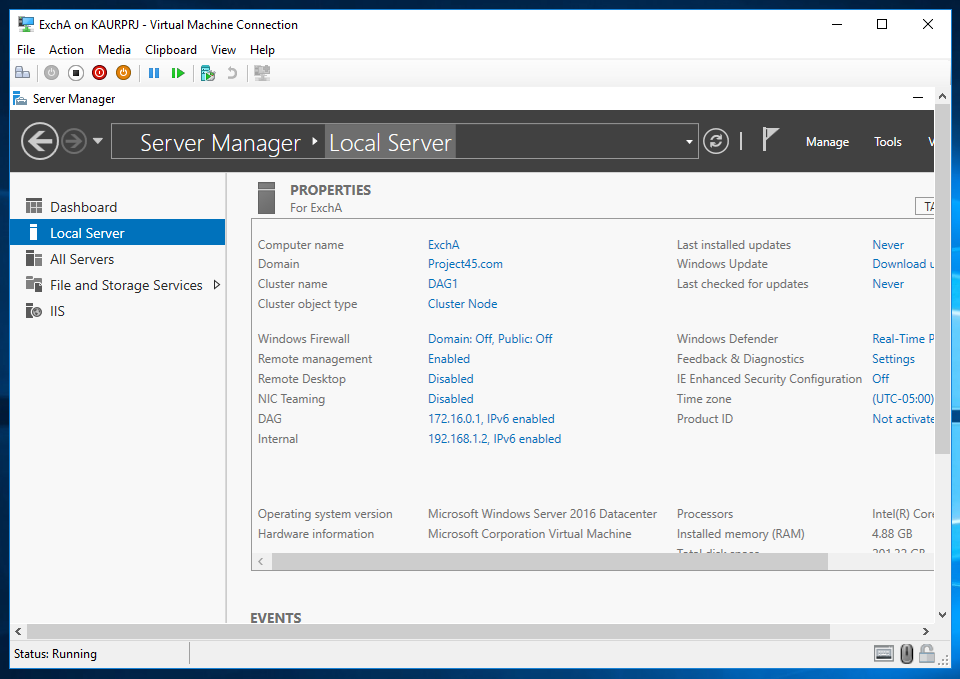 ExchA on KAURPRJ - Virtual Machine Connection
File Action Media Clipboard View Help
Server Manager
Server Manager Local Server
Manage Tools V
Dashboard
Local Server
All Servers
File and Storage Services
IIS
PROPERTIES
For ExchA
TA
Computer name ExchA Last installed updates Never
Domain Project45.com Windows Update Download u
Cluster name DAG1 Last checked for updates Never
Cluster object type Cluster Node
Windows Firewall Domain: Off, Public: Off Windows Defender Real-Time P
Remote management Enabled Feedback & Diagnostics Settings
Remote Desktop Disabled IE Enhanced Security Configuration Off
NIC Teaming Disabled Time zone (UTC-05:00)
DAG 172.16.0.1, IPv6 enabled Product ID Not activate
Internal 192.168.1.2, IPv6 enabled
Operating system version Microsoft Windows Server 2016 Datacenter Processors Intel(R) Core
Hardware information Microsoft Corporation Virtual Machine Installed memory (RAM) 4.88 GB
Total disk space 201.32 GB
EVENTS
Status: Running